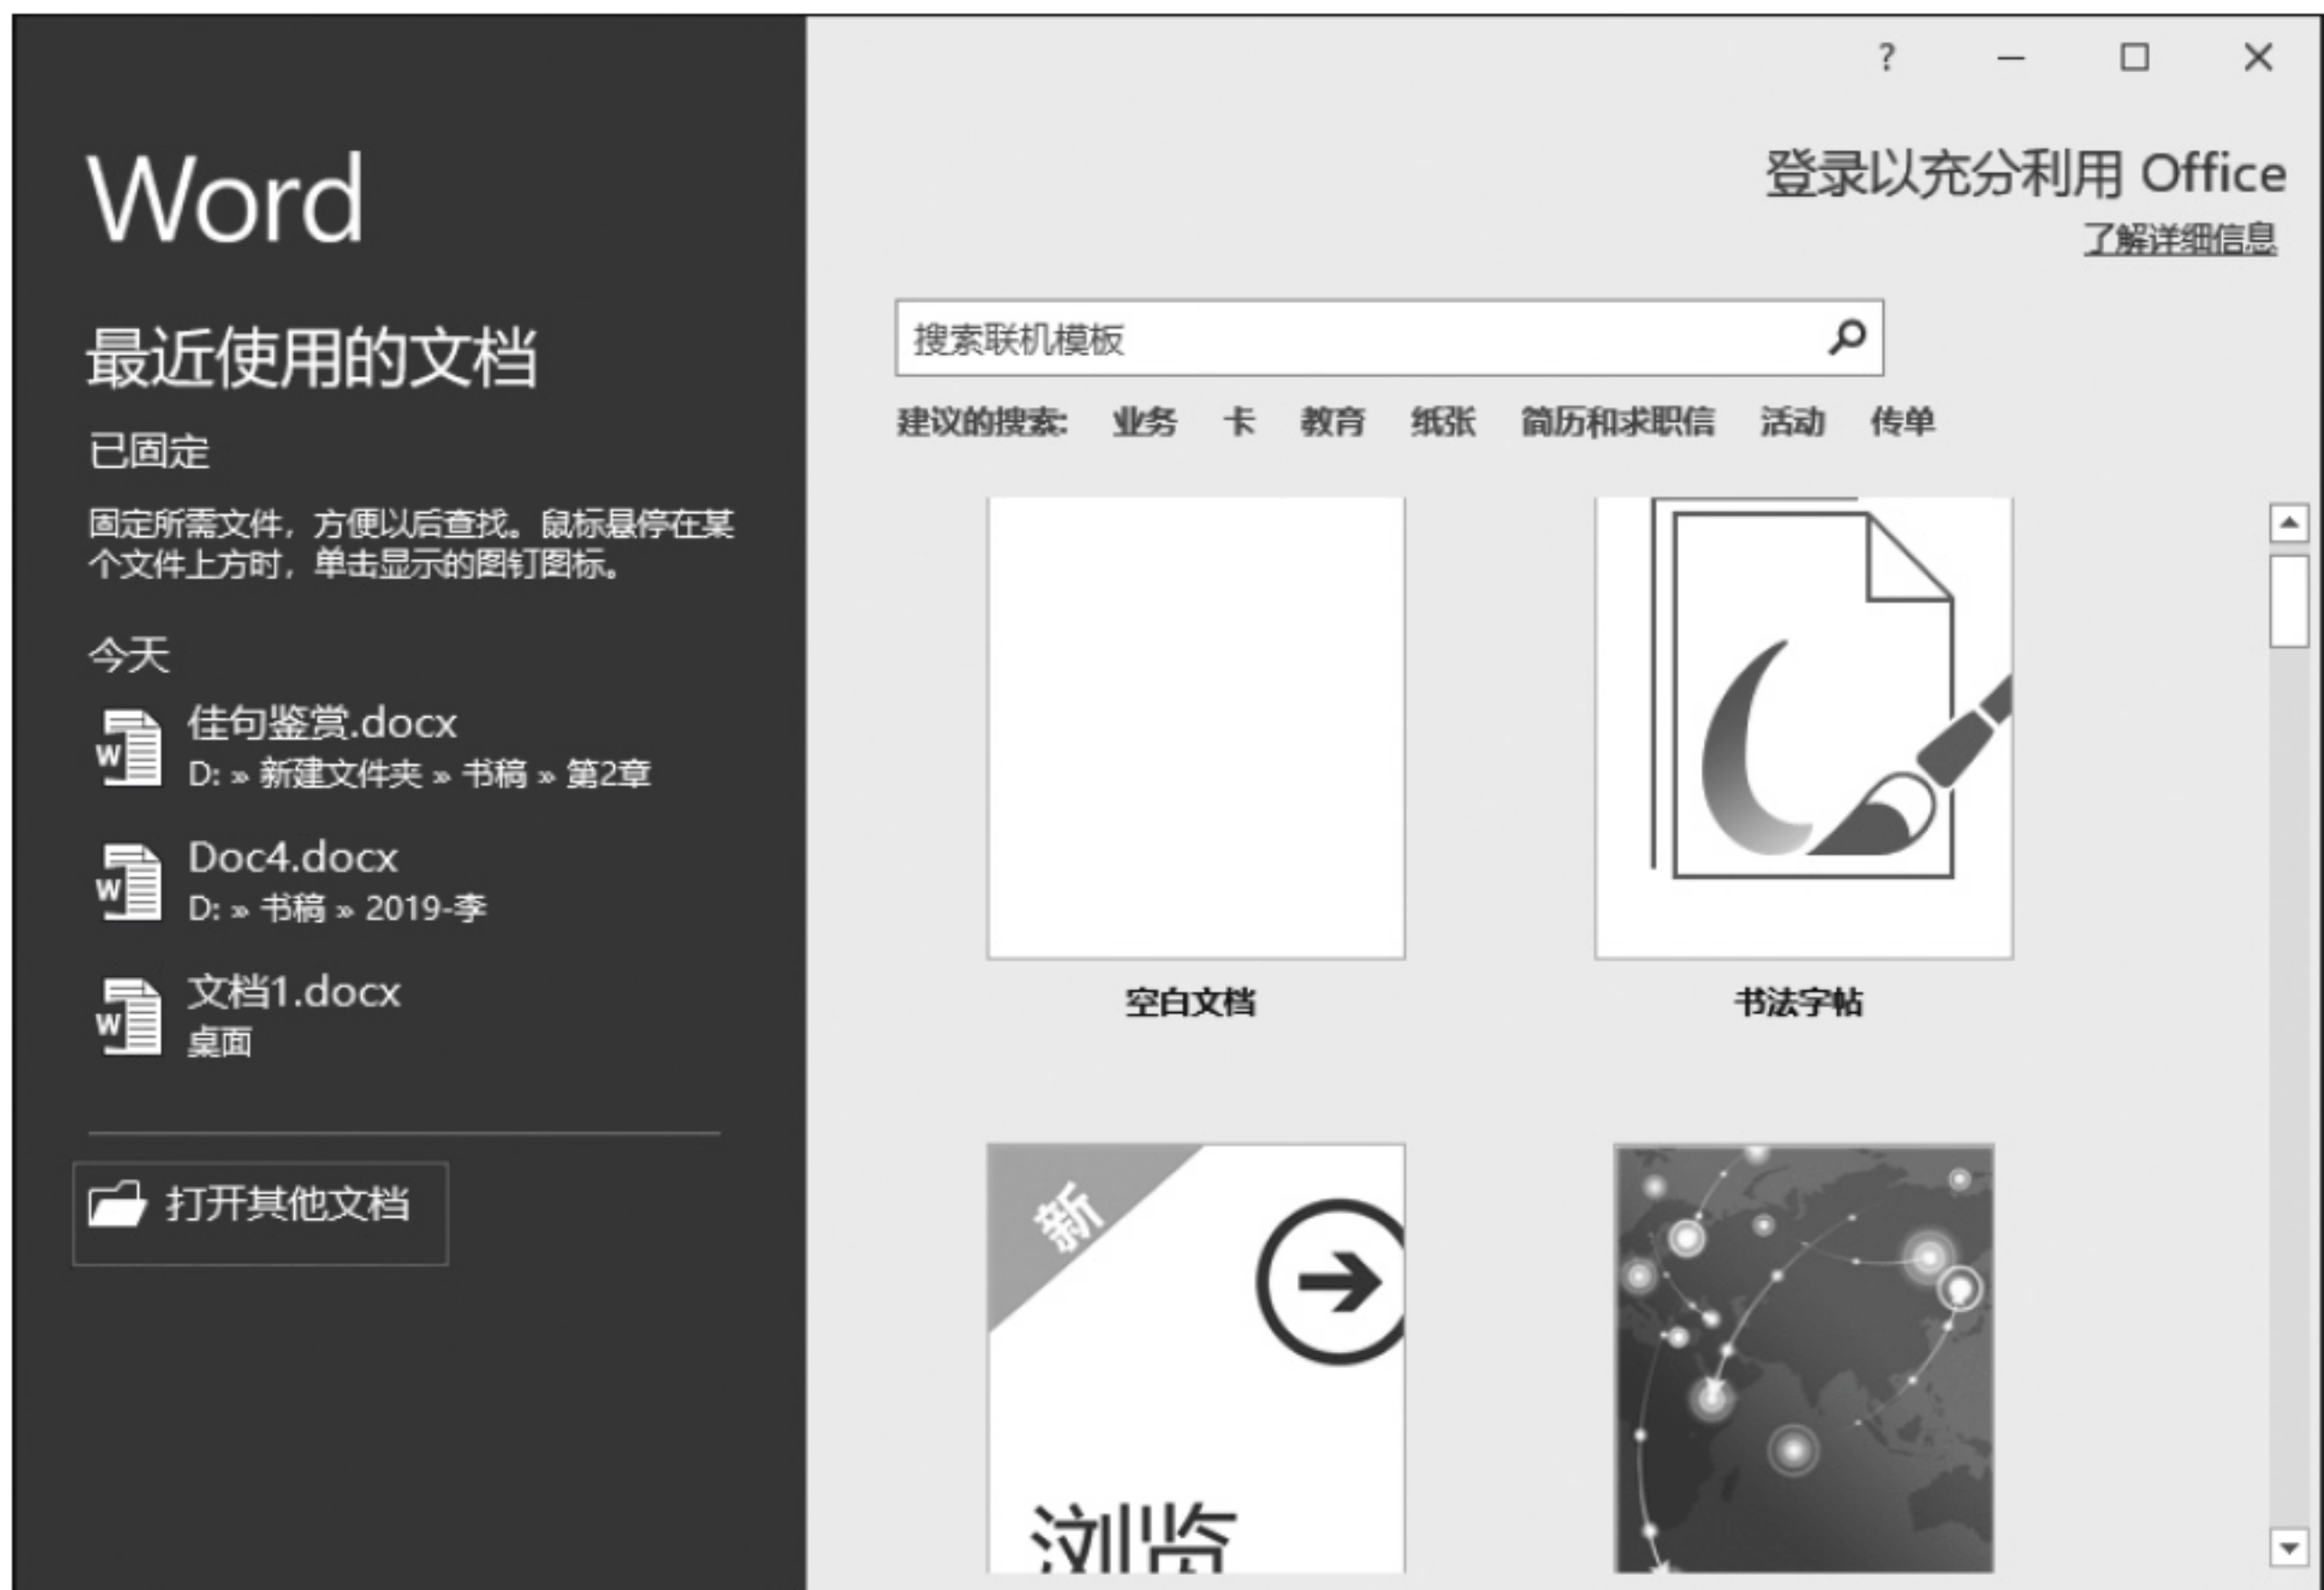 ?
Word
登录以充分利用 Office
了解详细信息
最近使用的文档
已固定
固定所需文件，方便以后查找。鼠标悬停在某
个文件上方时，单击显示的图钉图标。
今天
W
佳句鉴赏.docx
D: » 新建文件夹 » 书稿 » 第2章
W
Doc4.docx
D: » 书稿 » 2019-李
W
文档1.docx
桌面
打开其他文档
搜索联机模板
建议的搜索: 业务 卡 教育 纸张 简历和求职信 活动 传单
空白文档
书法字帖
新
浏览